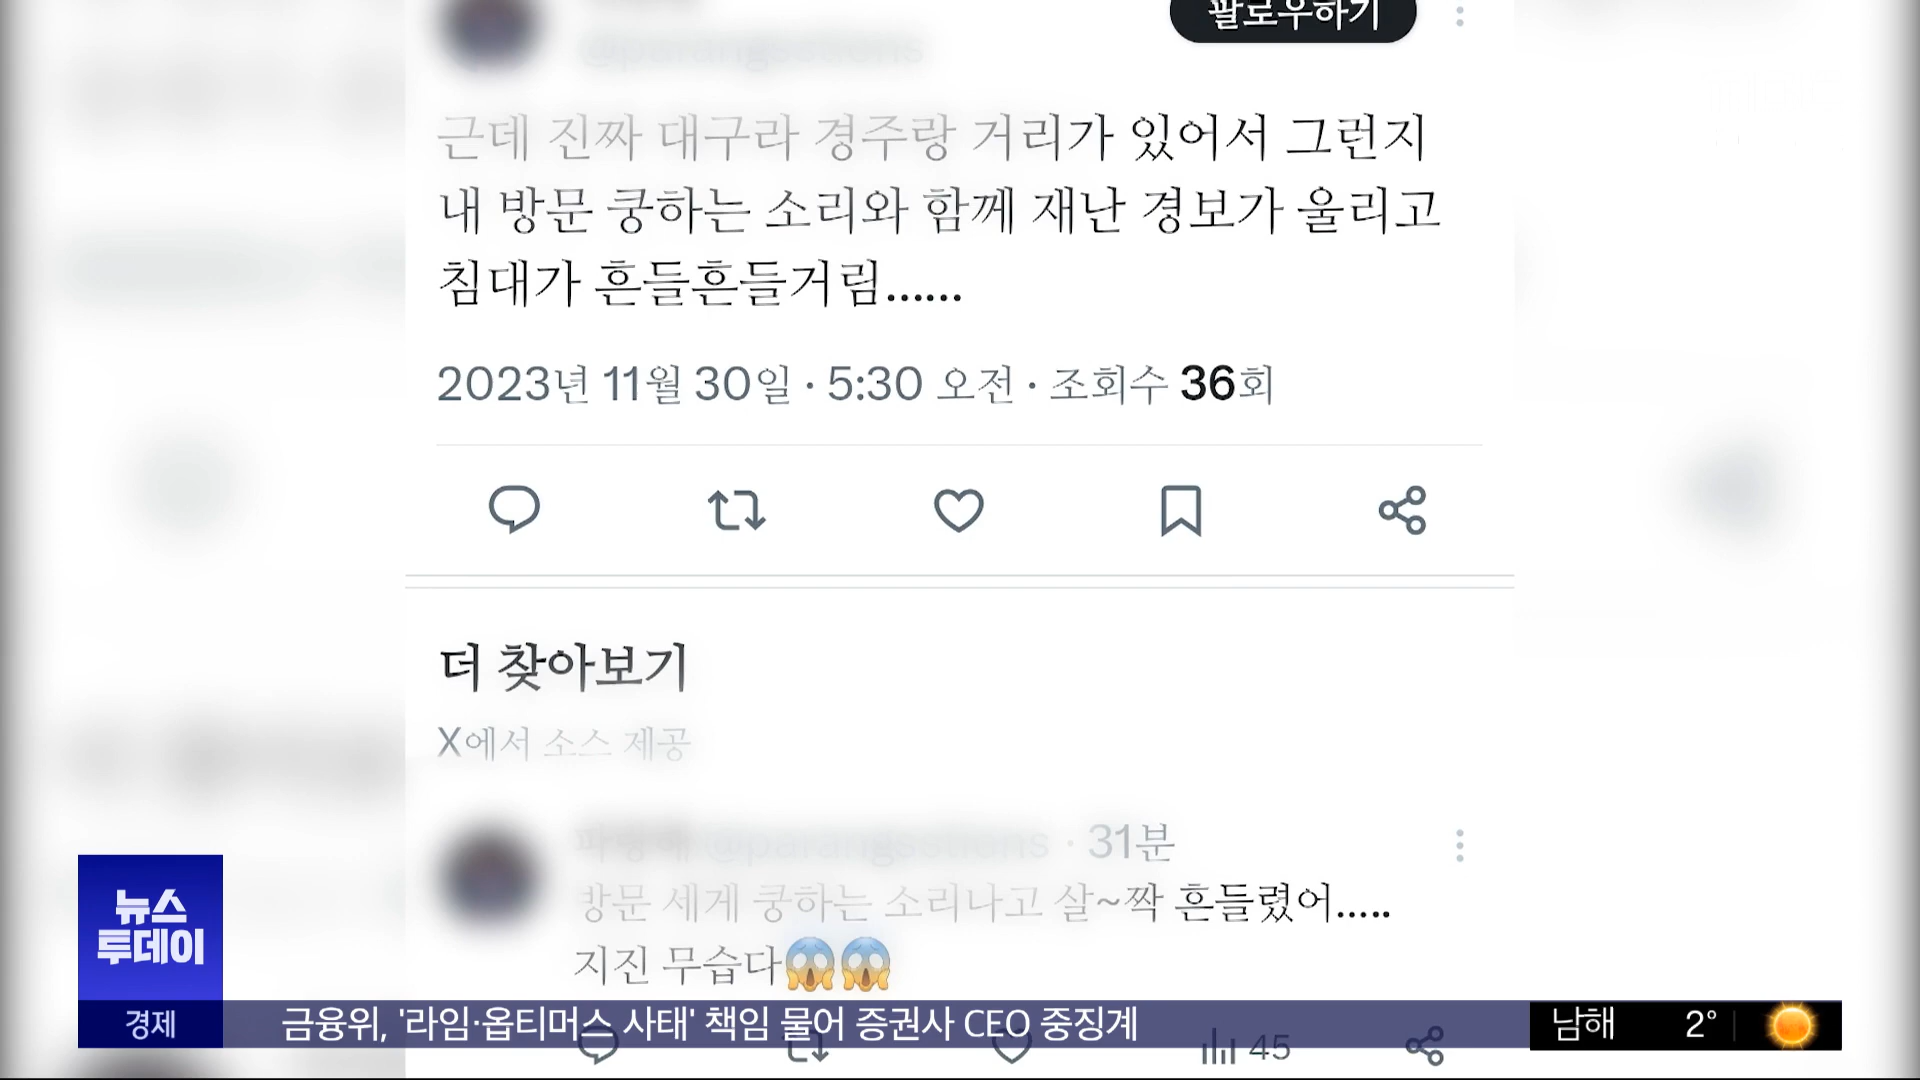 팔로우하기
근데 진짜 대구라 경주랑 거리가 있어서 그런지
내 방문 쿵하는 소리와 함께 재난 경보가 울리고
침대가 흔들흔들거림......
2023년 11월 30일 · 5:30 오전 · 조회수 36회
더 찾아보기
X에서 소스 제공
· 31분
방문 세게 쿵하는 소리나고 살~짝 흔들렸어.....
지진 무습다😱😱
45
뉴스
투데이
경제
금융위, '라임·옵티머스 사태' 책임 물어 증권사 CEO 중징계
남해 2°